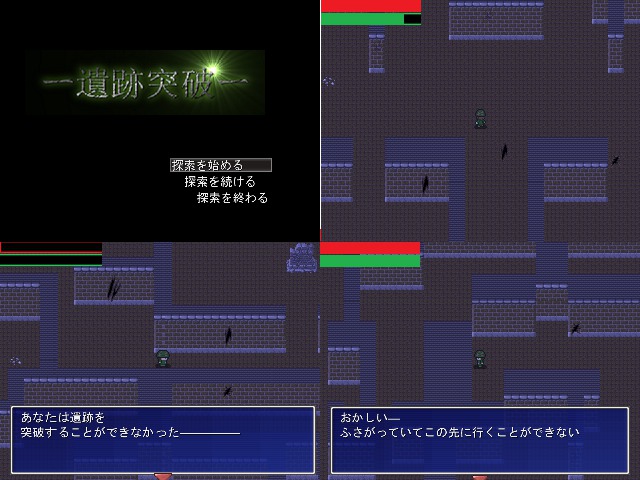 ―遺跡突破―
探索を始める
探索を続ける
探索を終わる
あなたは遺跡を
突破することができなかった――――
おかしい―
ふさがっていてこの先に行くことができない